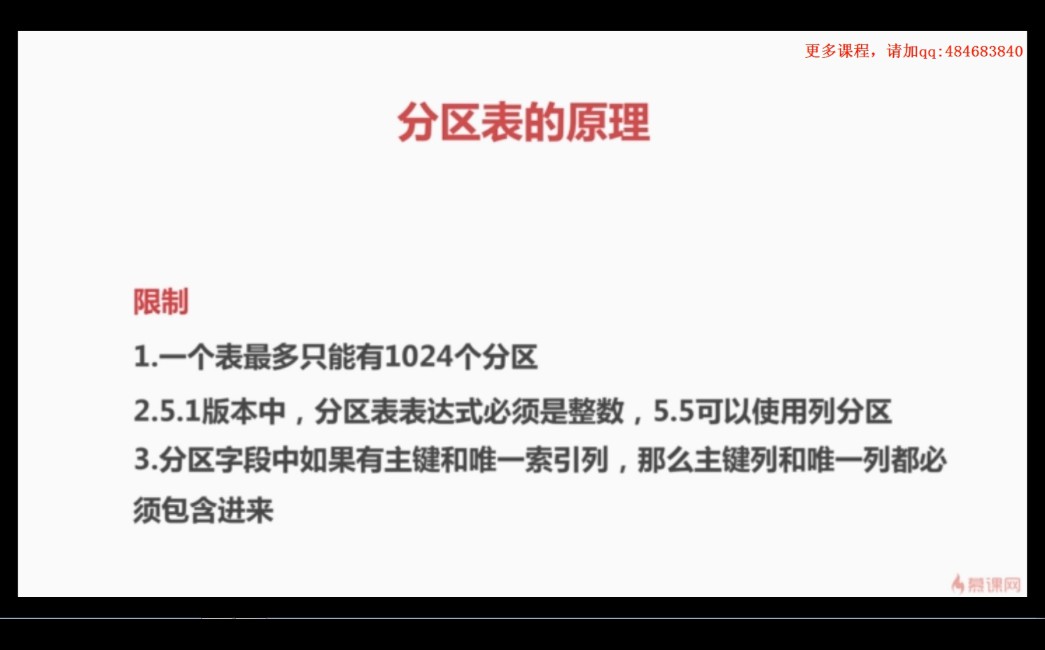 更多课程，请加qq:484683840
分区表的原理
限制
1.一个表最多只能有1024个分区
2.5.1版本中，分区表表达式必须是整数，5.5可以使用列分区
3.分区字段中如果有主键和唯一索引列，那么主键列和唯一列都必
须包含进来
慕课网